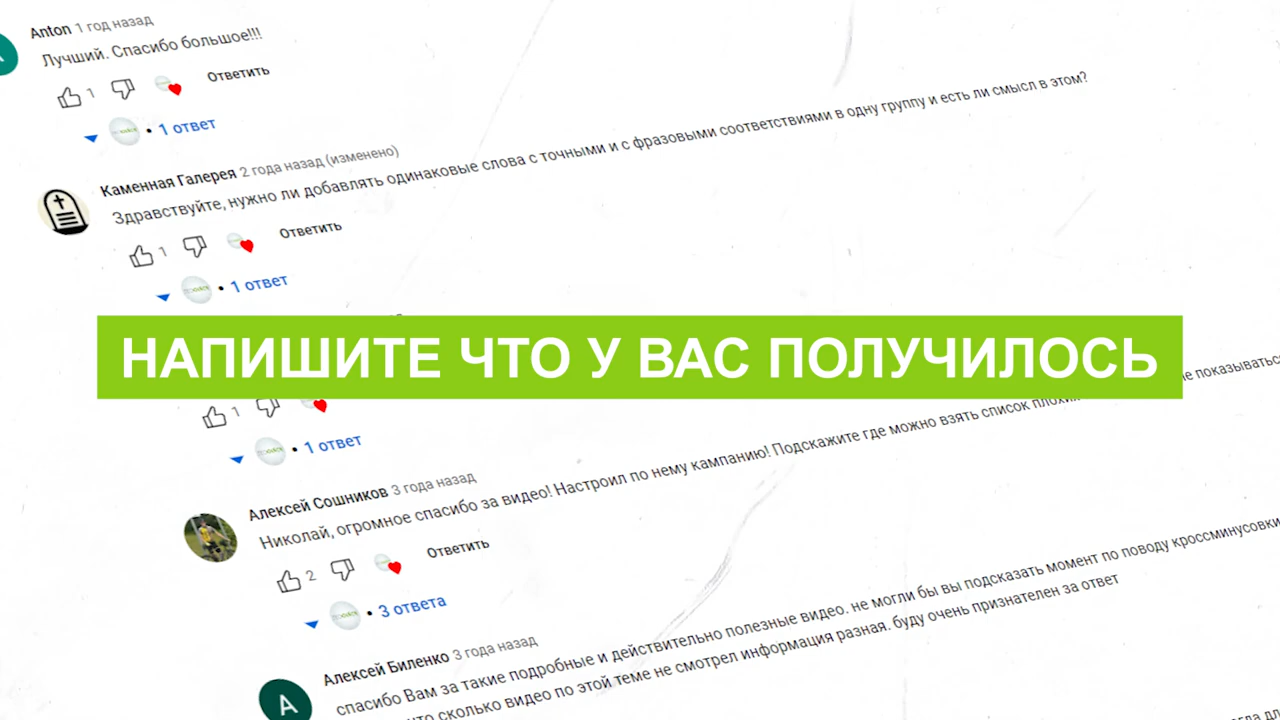 Anton 1 год назад
Лучший. Спасибо большое!!!
1
Ответить
• 1 ответ
Каменная Галерея 2 года назад (изменено)
Здравствуйте, нужно ли добавлять одинаковые слова с точными и с фразовыми соответствиями в одну группу и есть ли смысл в этом?
1
Ответить
• 1 ответ
НАПИШИТЕ ЧТО У ВАС ПОЛУЧИЛОСЬ
не показываться
1
• 1 ответ
Алексей Сошников 3 года назад
Николай, огромное спасибо за видео! Настроил по нему кампанию! Подскажите где можно взять список
2
Ответить
• 3 ответа
Алексей Биленко 3 года назад
A
спасибо Вам за такие подробные и действительно полезные видео. не могли бы вы подсказать момент по поводу кроссминусовки
что сколько видео по этой теме не смотрел информация разная. буду очень признателен за ответ